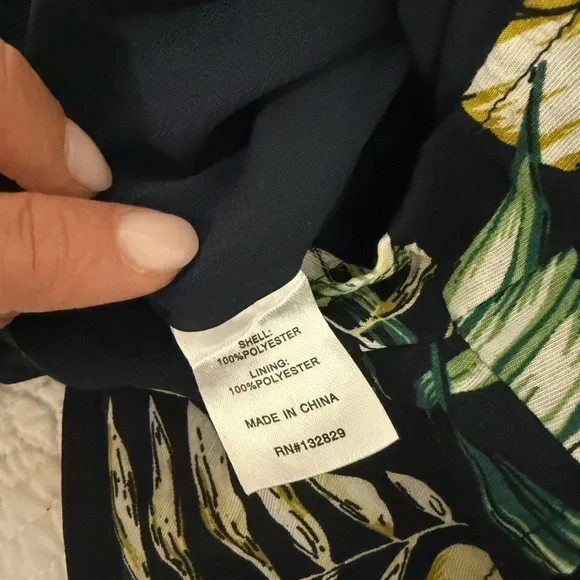 SHELL:
100%POLYESTER
LINING:
100%POLYESTER
MADE IN CHINA
RN#132829